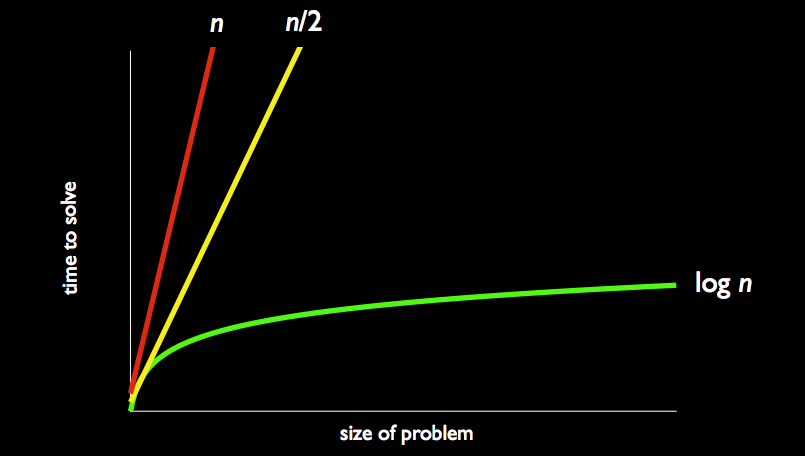 n
n/2
time to solve
log n
size of problem